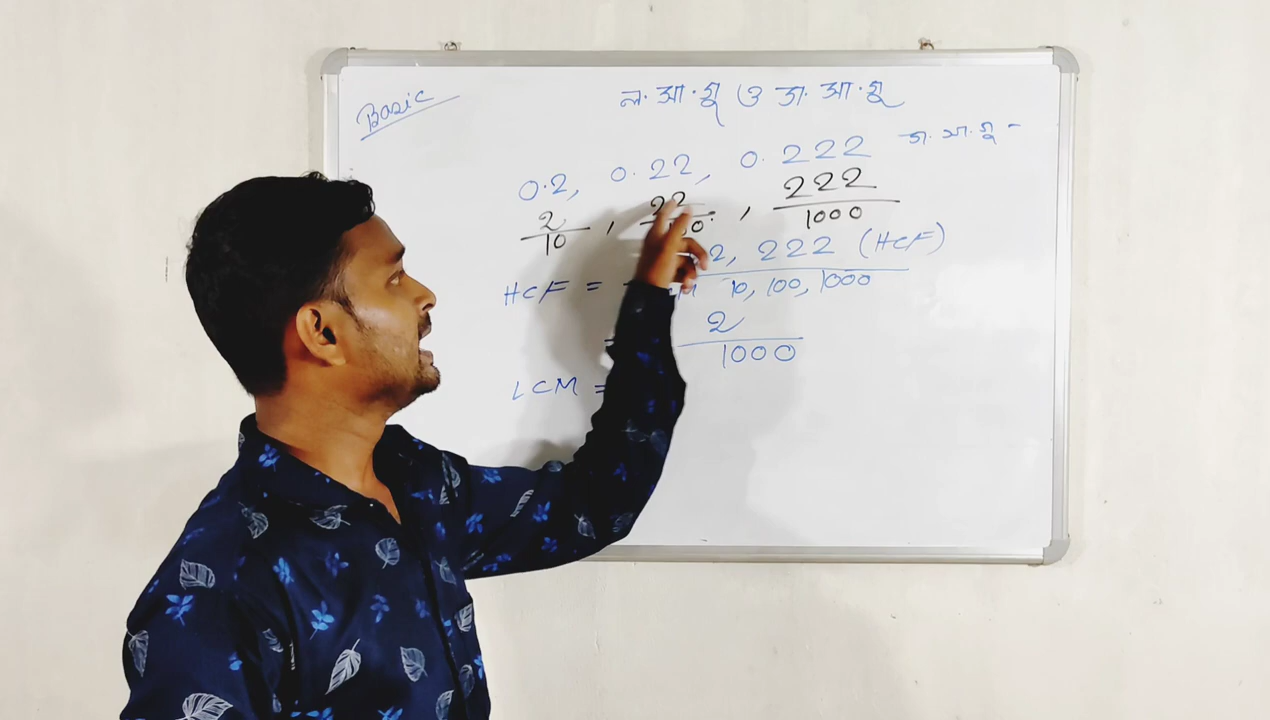 Basic
ল.সা.গু ও গ.সা.গু
0.2, 0.22, 0.222 গ.সা.গু -
2/10, 22/100, 222/1000
2, 222 (HCF)
HCF = 10, 100, 1000
= 2/1000
LCM =